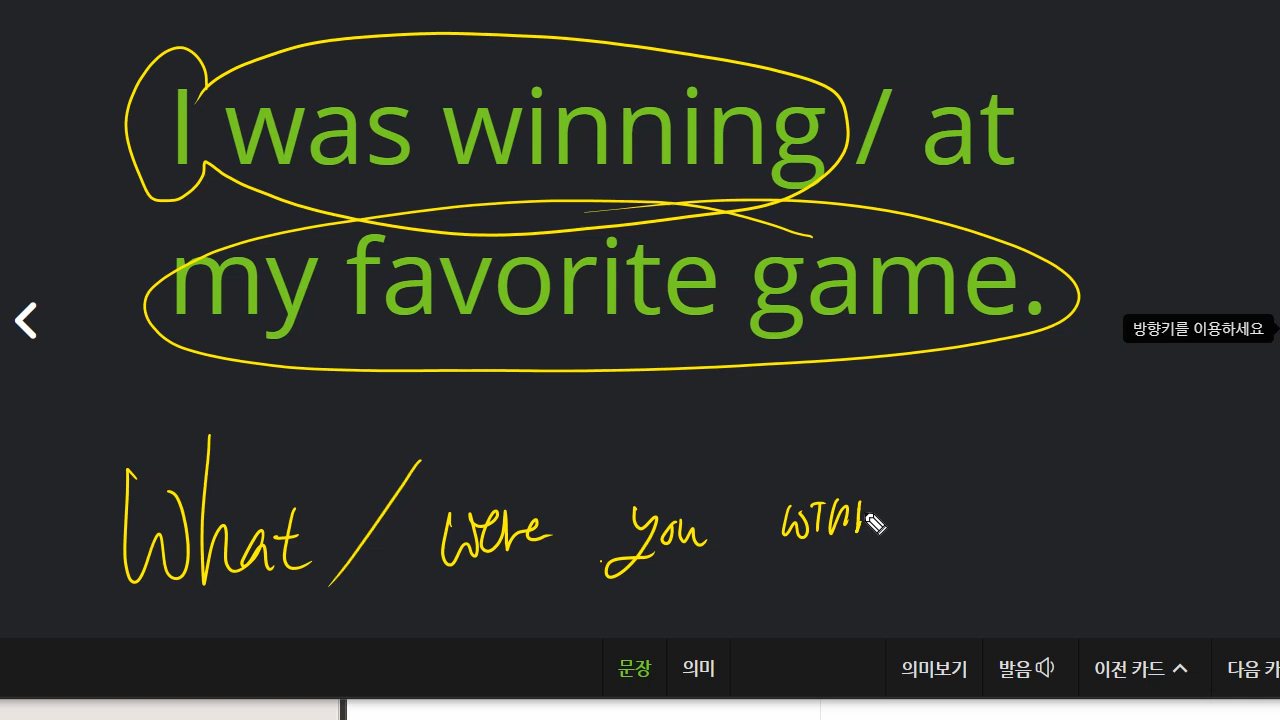 I was winning / at
my favorite game.
방향키를 이용하세요
What / were you
문장 의미 의미보기 발음 이전 카드 다음 카